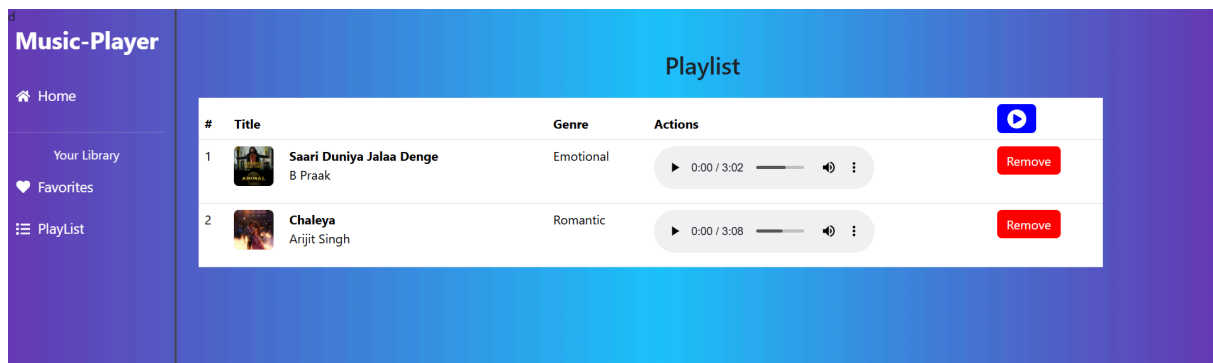 d
Music-Player
Home
Your Library
Favorites
PlayList
Playlist
# Title Genre Actions
1 Saari Duniya Jalaa Denge Emotional 0:00 / 3:02 Remove
B Praak
ANIMAL
2 Chaleya Romantic 0:00 / 3:08 Remove
Arijit Singh